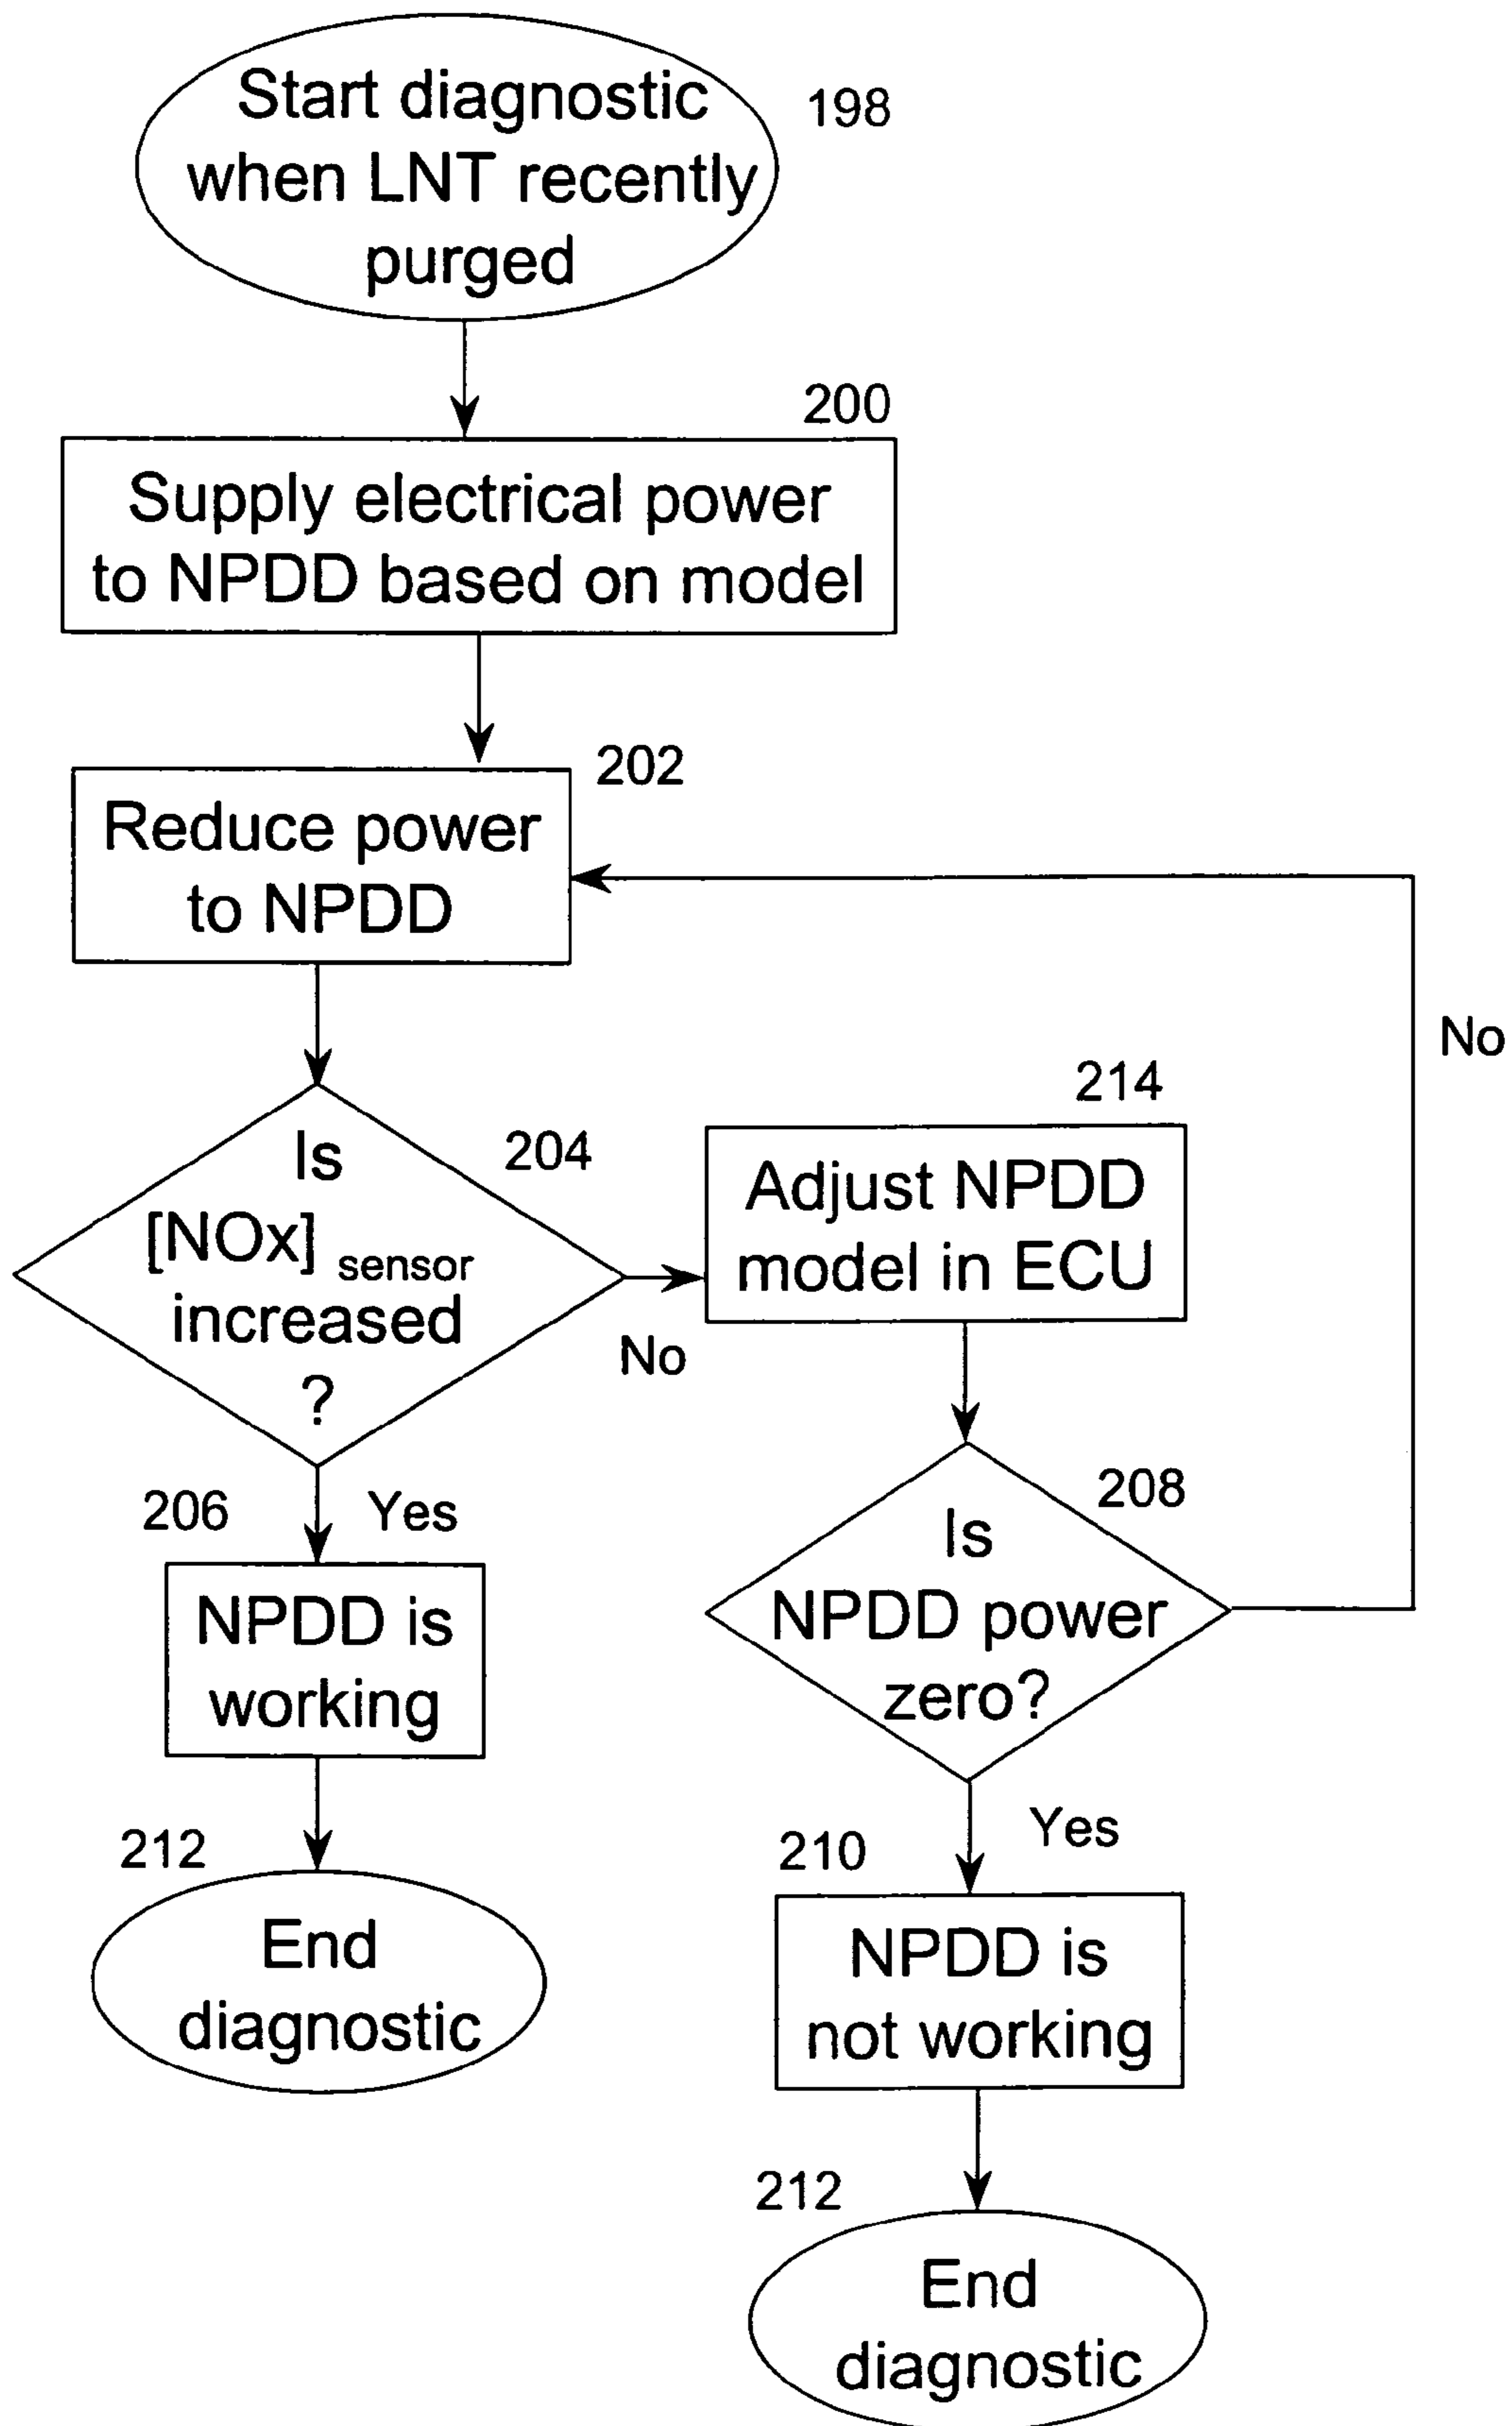 Start diagnostic
when LNT recently
purged
198
200
Supply electrical power
to NPDD based on model
202
Reduce power
to NPDD
No
204
Is
[NOx] sensor
increased
?
No
214
Adjust NPDD
model in ECU
206
Yes
NPDD is
working
208
Is
NPDD power
zero?
212
End
diagnostic
Yes
210
NPDD is
not working
212
End
diagnostic